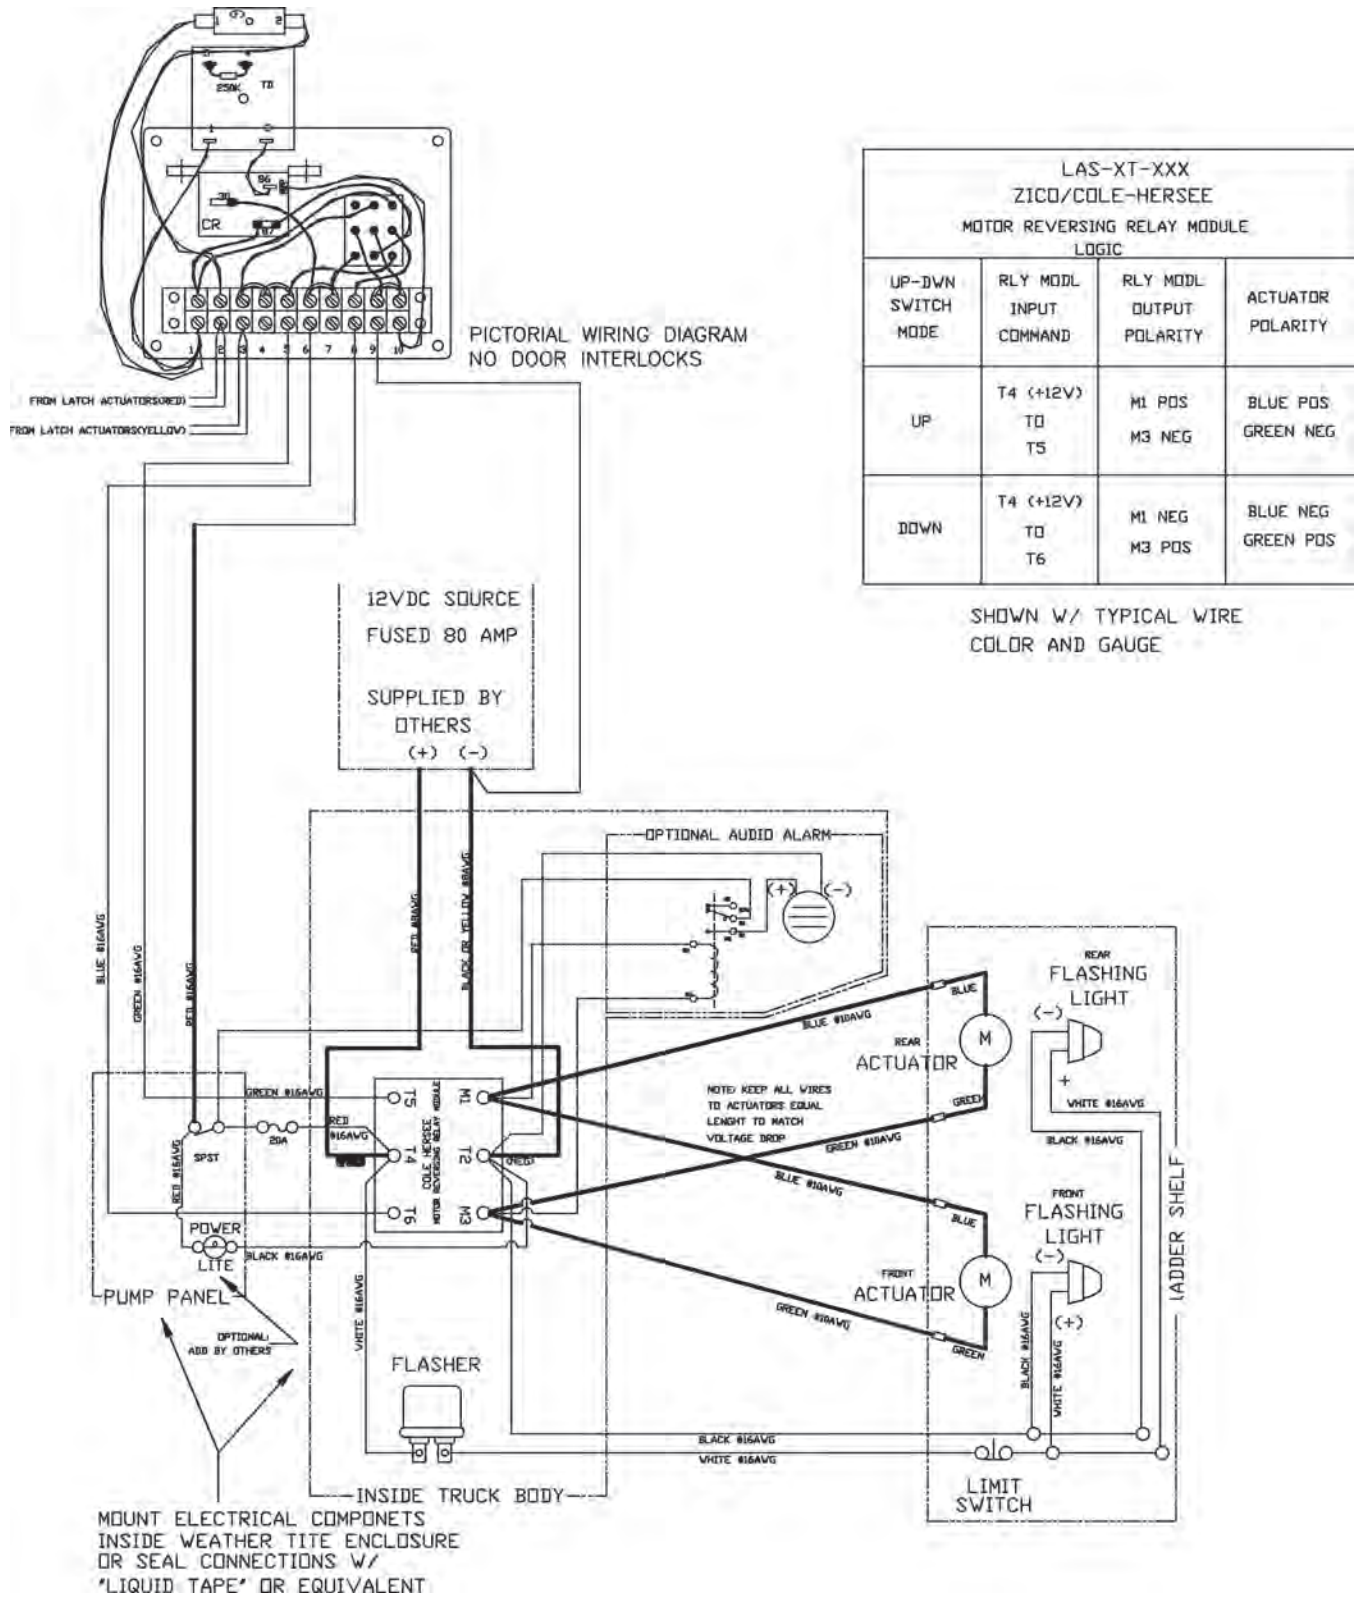 1
2
3
4
250K
TD
1
86
30
CR
87
1 2 3 4 5 6 7 8 9 10
PICTORIAL WIRING DIAGRAM
NO DOOR INTERLOCKS
FROM LATCH ACTUATORS(RED)
FROM LATCH ACTUATORS(YELLOW)
LAS-XT-XXX
ZICO/COLE-HERSEE
MOTOR REVERSING RELAY MODULE
LOGIC
UP-DWN
SWITCH
MODE
RLY MODL
INPUT
COMMAND
RLY MODL
OUTPUT
POLARITY
ACTUATOR
POLARITY
UP
T4 (+12V)
TO
T5
M1 POS
M3 NEG
BLUE POS
GREEN NEG
DOWN
T4 (+12V)
TO
T6
M1 NEG
M3 POS
BLUE NEG
GREEN POS
SHOWN W/ TYPICAL WIRE
COLOR AND GAUGE
12VDC SOURCE
FUSED 80 AMP
SUPPLIED BY
OTHERS
(+) (-)
OPTIONAL AUDIO ALARM
(+) (-)
BLUE #16AWG
GREEN #16AWG
RED #16AWG
RED #8AWG
BLACK OR YELLOW #8AWG
REAR
FLASHING
LIGHT
(-)
+
BLUE
BLUE #10AWG
REAR
ACTUATOR
M
GREEN
GREEN #10AWG
NOTE: KEEP ALL WIRES
TO ACTUATORS EQUAL
LENGHT TO MATCH
VOLTAGE DROP
WHITE #16AWG
BLACK #16AWG
GREEN #16AWG
T5
M1
RED
#16AWG
20A
SPST
RED #16AWG
T4
COLE HERSEE
MOTOR REVERSING RELAY MODULE
T2
(NEG)
T6
M3
POWER
LITE
BLACK #16AWG
PUMP PANEL
OPTIONAL:
ADD BY OTHERS
BLUE #10AWG
BLUE
FRONT
ACTUATOR
M
GREEN #10AWG
GREEN
FRONT
FLASHING
LIGHT
(-)
(+)
LADDER SHELF
BLACK #16AWG
WHITE #16AWG
WHITE #16AWG
FLASHER
BLACK #16AWG
WHITE #16AWG
LIMIT
SWITCH
INSIDE TRUCK BODY
MOUNT ELECTRICAL COMPONETS
INSIDE WEATHER TITE ENCLOSURE
OR SEAL CONNECTIONS W/
"LIQUID TAPE" OR EQUIVALENT